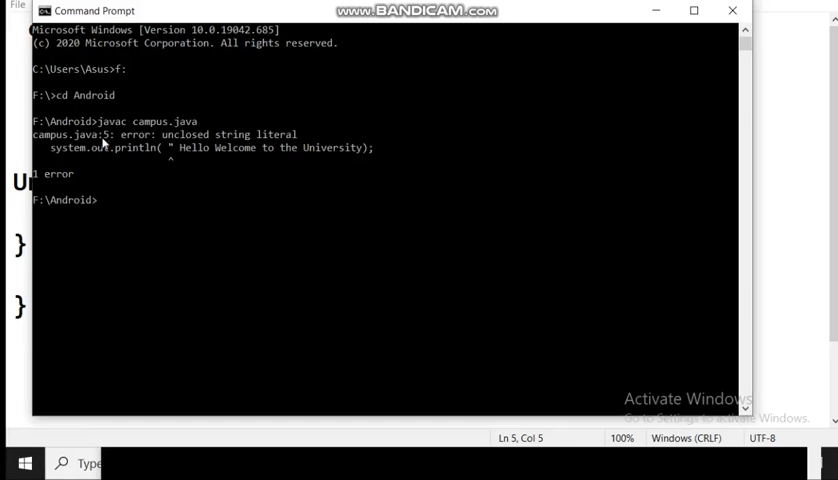 File
Command Prompt
www.BANDICAM.com
Microsoft Windows [Version 10.0.19042.685]
(c) 2020 Microsoft Corporation. All rights reserved.
C:\Users\Asus>f:
F:\>cd Android
F:\Android>javac campus.java
campus.java:5: error: unclosed string literal
system.out.println( " Hello Welcome to the University);
^
1 error
F:\Android>
Un
}
}
Activate Windows
Go to Settings to activate Windows.
Ln 5, Col 5 100% Windows (CRLF) UTF-8
Type